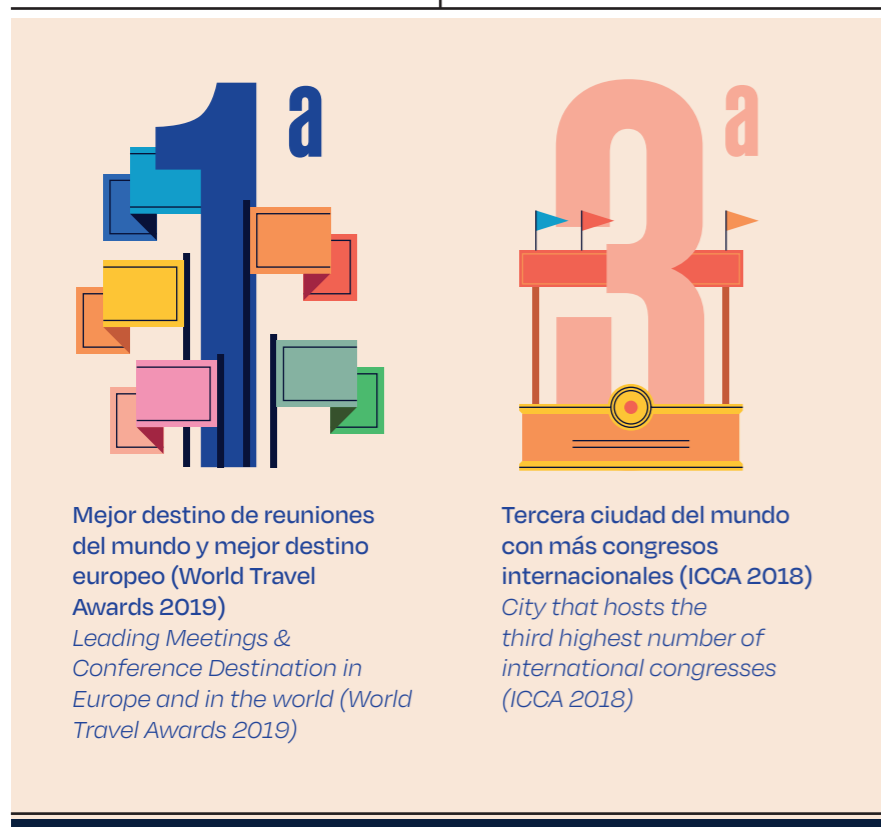 1a
Mejor destino de reuniones
del mundo y mejor destino
europeo (World Travel
Awards 2019)
Leading Meetings &
Conference Destination in
Europe and in the world (World
Travel Awards 2019)
3a
Tercera ciudad del mundo
con más congresos
internacionales (ICCA 2018)
City that hosts the
third highest number of
international congresses
(ICCA 2018)